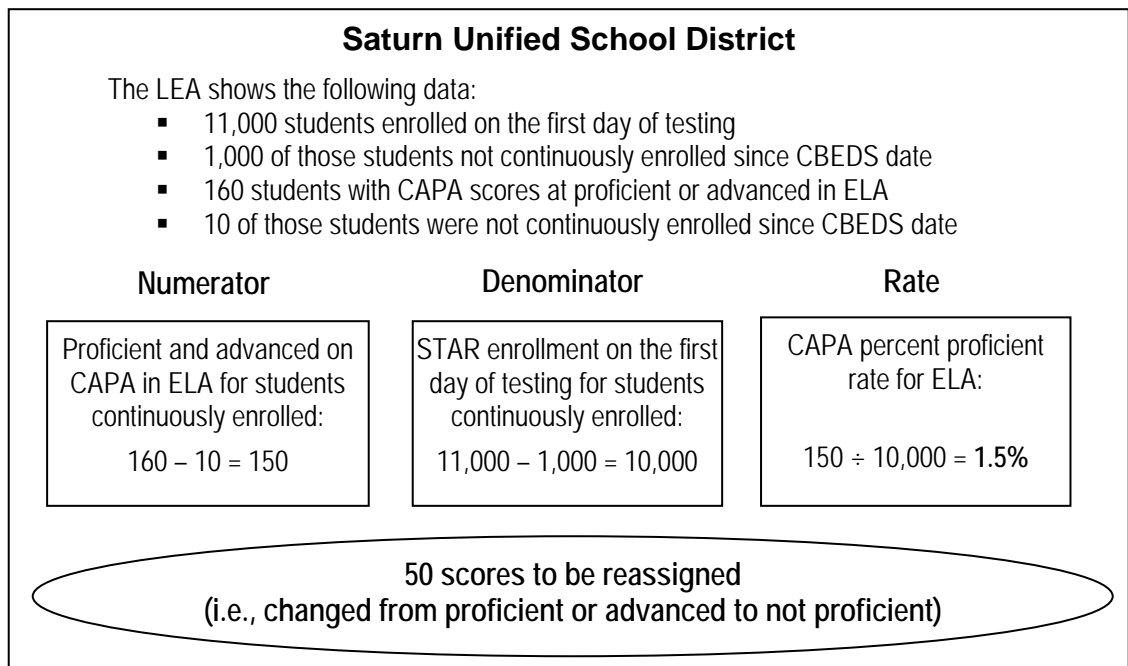 Saturn Unified School District
The LEA shows the following data:
▪ 11,000 students enrolled on the first day of testing
▪ 1,000 of those students not continuously enrolled since CBEDS date
▪ 160 students with CAPA scores at proficient or advanced in ELA
▪ 10 of those students were not continuously enrolled since CBEDS date
Numerator
Proficient and advanced on
CAPA in ELA for students
continuously enrolled:
160 – 10 = 150
Denominator
STAR enrollment on the first
day of testing for students
continuously enrolled:
11,000 – 1,000 = 10,000
Rate
CAPA percent proficient
rate for ELA:
150 ÷ 10,000 = 1.5%
50 scores to be reassigned
(i.e., changed from proficient or advanced to not proficient)